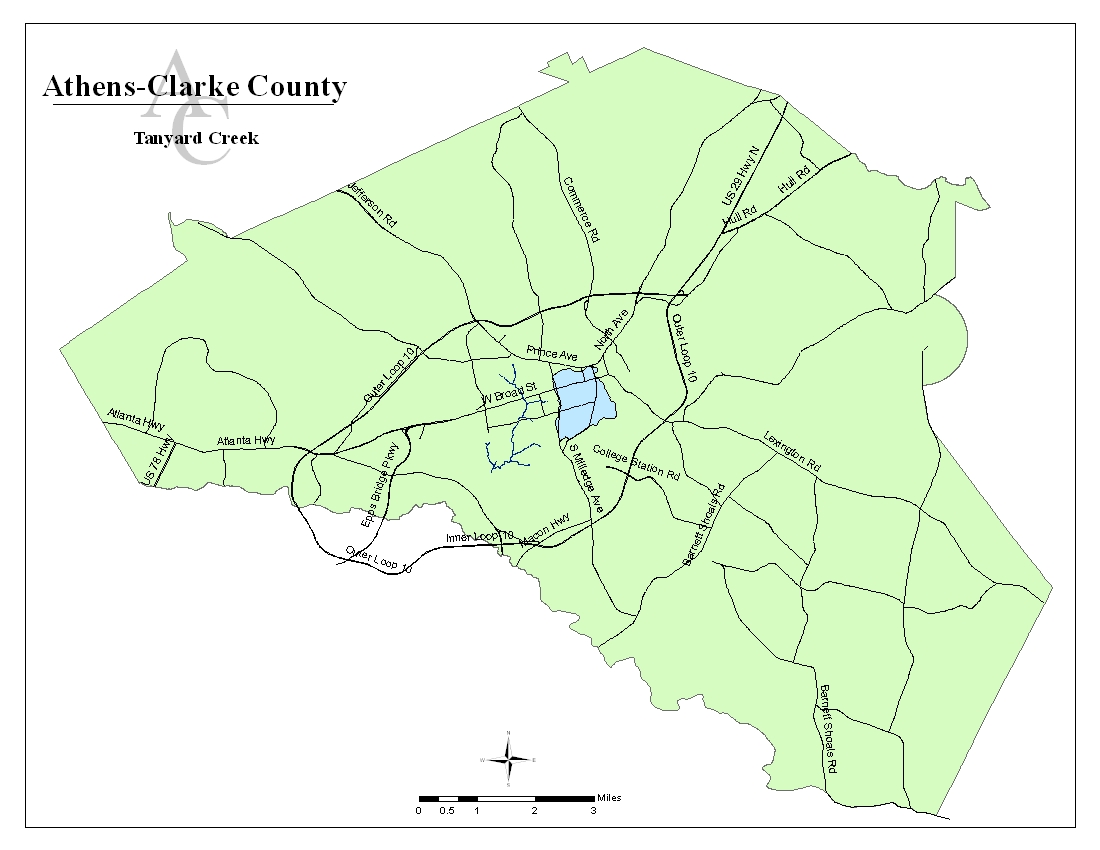 AC
Athens-Clarke County
Tanyard Creek
Jefferson Rd
Commerce Rd
US 29 Hwy N
Hull Rd
Hull Rd
North Ave
Outer Loop 10
Prince Ave
Outer Loop 10
W Broad St
Atlanta Hwy
Atlanta Hwy
US 78 Hwy
Epps Bridge Pkwy
S Milledge Ave
College Station Rd
Lexington Rd
Barnett Shoals Rd
Macon Hwy
Inner Loop 10
Outer Loop 10
Barnett Shoals Rd
N
W E
S
Miles
0 0.5 1 2 3